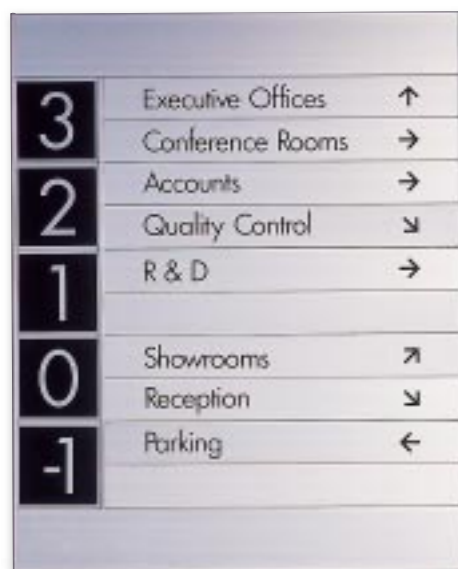 3 Executive Offices ↑
Conference Rooms →
2 Accounts →
Quality Control ↘
1 R & D →
0 Showrooms ↗
Reception ↘
-1 Parking ←